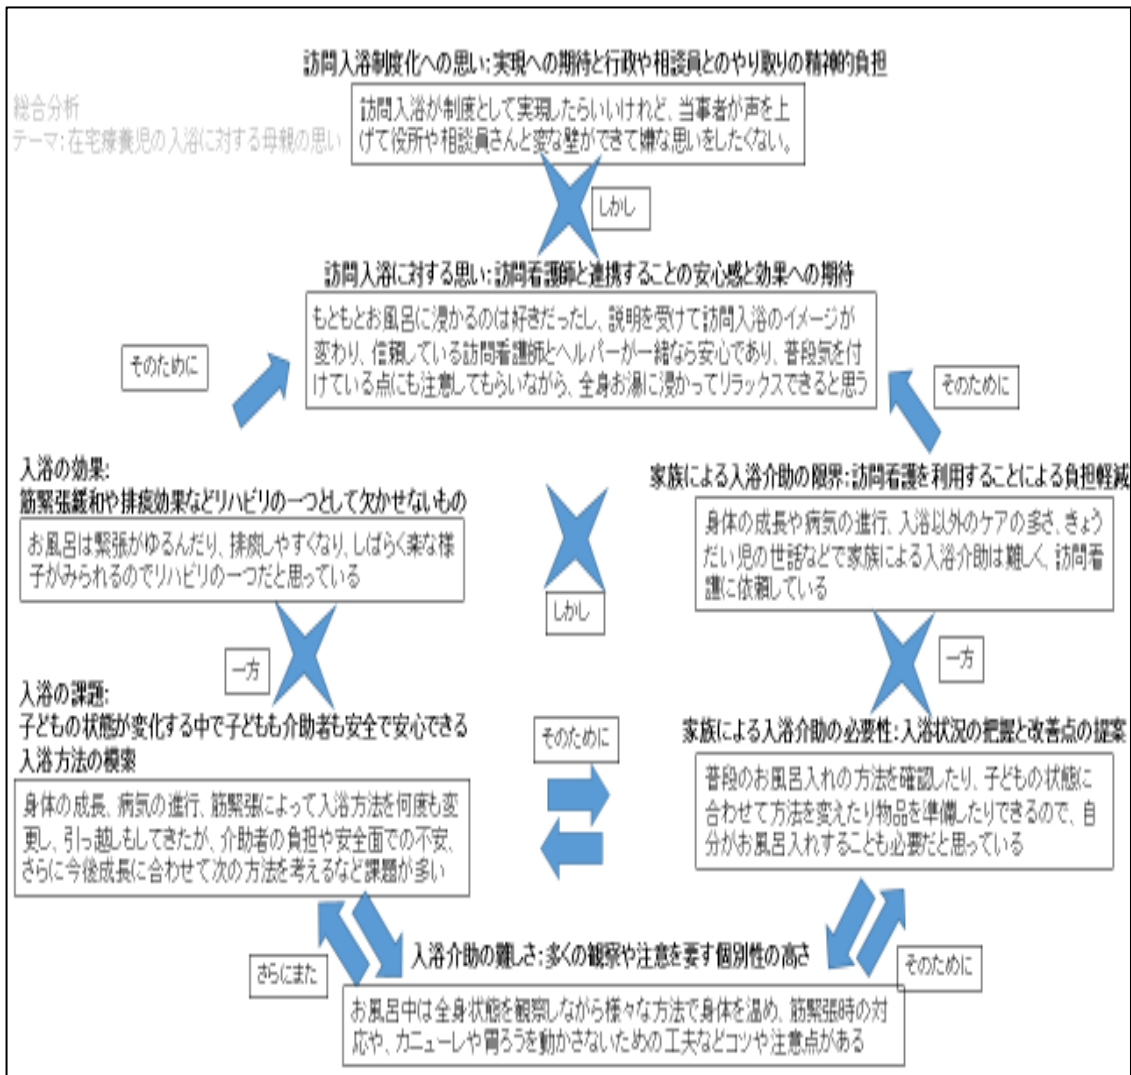 訪問入浴制度化への思い:実現への期待と行政や相談員とのやり取りの精神的負担
総合分析
テーマ:在宅療養児の入浴に対する母親の思い
訪問入浴が制度として実現したらいいけれど、当事者が声を上
げて役所や相談員さんと変な壁ができて嫌な思いをしたくない。
しかし
訪問入浴に対する思い:訪問看護師と連携することの安心感と効果への期待
もともとお風呂に浸かるのは好きだったし、説明を受けて訪問入浴のイメージが
変わり、信頼している訪問看護師とヘルパーが一緒なら安心であり、普段気を付
けている点にも注意してもらいながら、全身お湯に浸かってリラックスできると思う
そのために
そのために
入浴の効果:
筋緊張緩和や排痰効果などリハビリの一つとして欠かせないもの
お風呂は緊張がゆるんだり、排痰しやすくなり、しばらく楽な様
子がみられるのでリハビリの一つだと思っている
しかし
家族による入浴介助の限界:訪問看護を利用することによる負担軽減
身体の成長や病気の進行、入浴以外のケアの多さ、きょう
だい児の世話などで家族による入浴介助は難しく、訪問看
護に依頼している
一方
一方
入浴の課題:
子どもの状態が変化する中で子どもも介助者も安全で安心できる
入浴方法の模索
身体の成長、病気の進行、筋緊張によって入浴方法を何度も変
更し、引っ越しもしてきたが、介助者の負担や安全面での不安、
さらに今後成長に合わせて次の方法を考えるなど課題が多い
そのために
家族による入浴介助の必要性:入浴状況の把握と改善点の提案
普段のお風呂入れの方法を確認したり、子どもの状態に
合わせて方法を変えたり物品を準備したりできるので、自
分がお風呂入れすることも必要だと思っている
さらにまた
そのために
入浴介助の難しさ:多くの観察や注意を要す個別性の高さ
お風呂中は全身状態を観察しながら様々な方法で身体を温め、筋緊張時の対
応や、カニューレや胃ろうを動かさないための工夫などコツや注意点がある